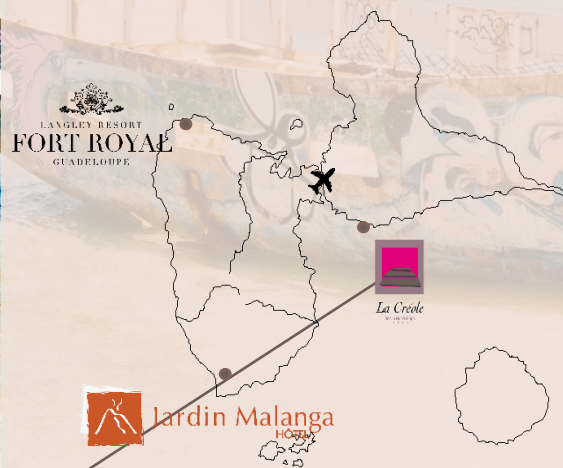 LANGLEY RESORT
FORT ROYAL
GUADELOUPE
La Créole
Jardin Malanga
HÔTEL